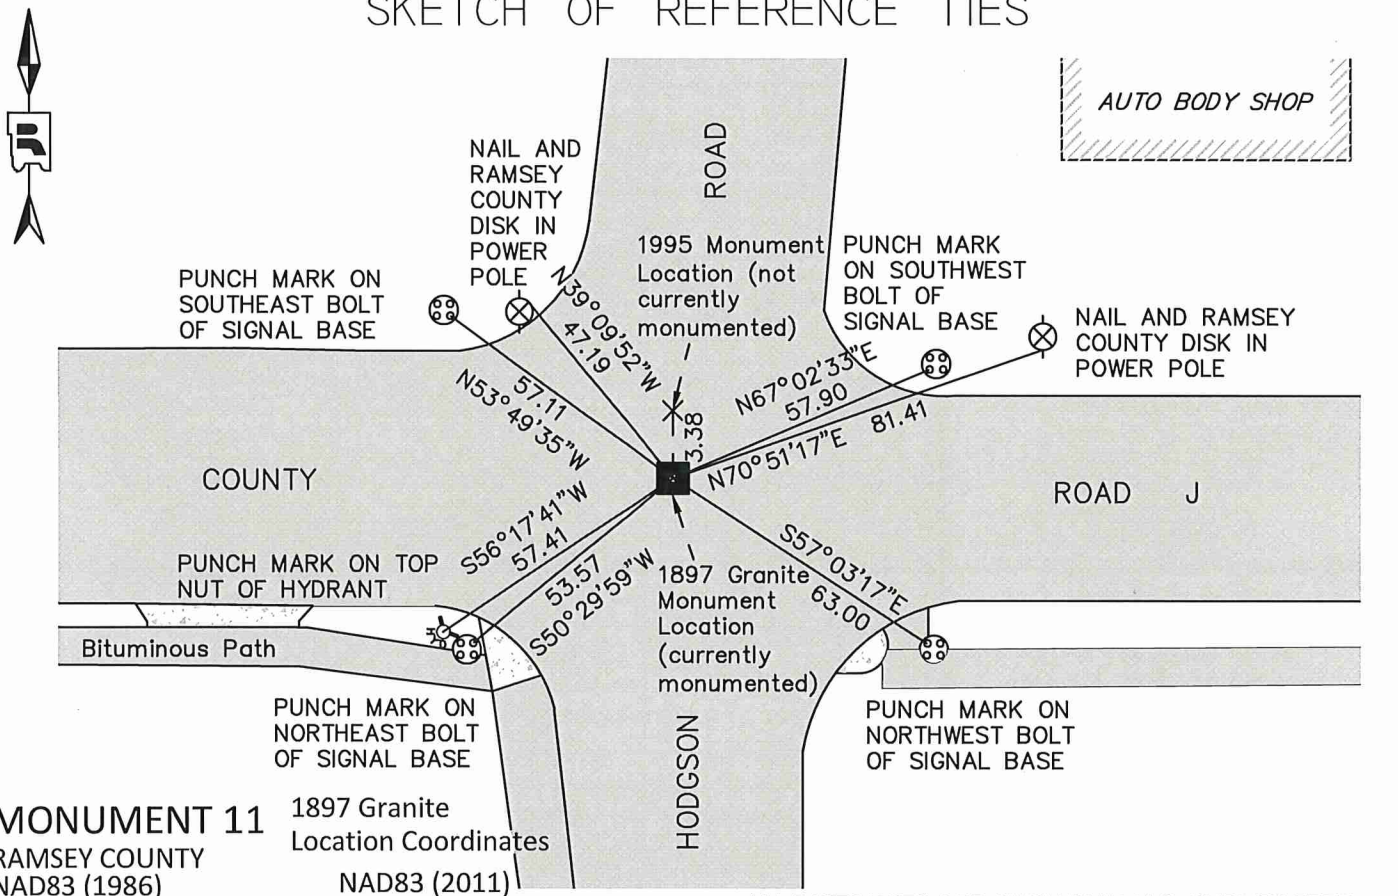 SKETCH OF REFERENCE TIES
R
AUTO BODY SHOP
NAIL AND
RAMSEY
COUNTY
DISK IN
POWER
POLE
ROAD
1995 Monument
Location (not
currently
monumented)
PUNCH MARK
ON SOUTHWEST
BOLT OF
SIGNAL BASE
PUNCH MARK ON
SOUTHEAST BOLT
OF SIGNAL BASE
NAIL AND RAMSEY
COUNTY DISK IN
POWER POLE
N39°09'52"W
47.19
57.11
N53°49'35"W
N67°02'33"E
57.90
N70°51'17"E 81.41
3.38
COUNTY
ROAD J
S56°17'41"W
57.41
53.57
S50°29'59"W
S57°03'17"E
63.00
PUNCH MARK ON TOP
NUT OF HYDRANT
1897 Granite
Monument
Location
(currently
monumented)
Bituminous Path
PUNCH MARK ON
NORTHEAST BOLT
OF SIGNAL BASE
PUNCH MARK ON
NORTHWEST BOLT
OF SIGNAL BASE
HODGSON
MONUMENT 11
RAMSEY COUNTY
NAD83 (1986)
1897 Granite
Location Coordinates
NAD83 (2011)